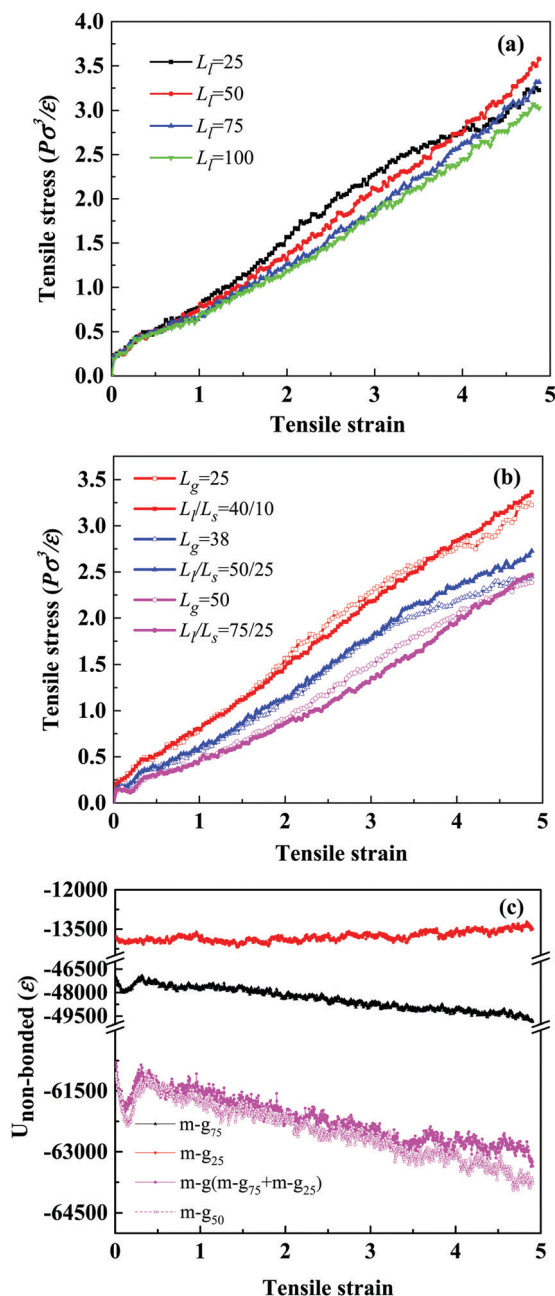 (a)
L_l=25
L_l=50
L_l=75
L_l=100
Tensile stress (Pσ³/ε)
4.0
3.5
3.0
2.5
2.0
1.5
1.0
0.5
0.0
0 1 2 3 4 5
Tensile strain
(b)
L_g=25
L_l/L_s=40/10
L_g=38
L_l/L_s=50/25
L_g=50
L_l/L_s=75/25
Tensile stress (Pσ³/ε)
3.5
3.0
2.5
2.0
1.5
1.0
0.5
0.0
0 1 2 3 4 5
Tensile strain
(c)
U_non-bonded (ε)
-12000
-13500
-46500
-48000
-49500
-61500
-63000
-64500
m-g_75
m-g_25
m-g(m-g_75+m-g_25)
m-g_50
0 1 2 3 4 5
Tensile strain